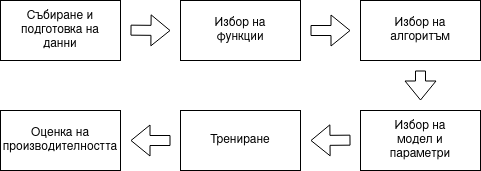 Събиране и
подготовка на
данни
Избор на
функции
Избор на
алгоритъм
Избор на
модел и
параметри
Трениране
Оценка на
производителността